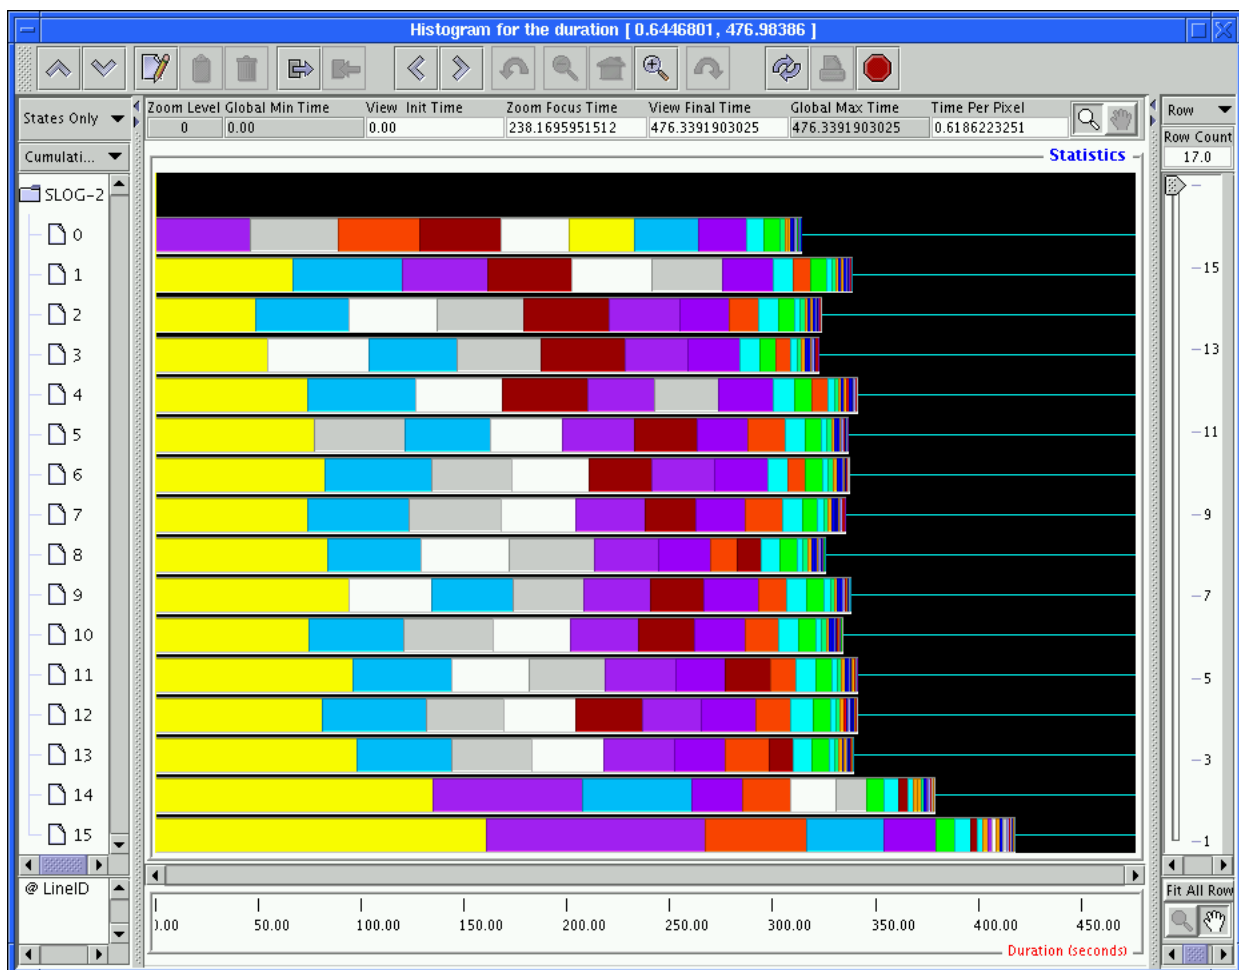 Histogram for the duration [ 0.6446801, 476.98386 ]
States Only
Cumulati...
Zoom Level Global Min Time View Init Time Zoom Focus Time View Final Time Global Max Time Time Per Pixel
0 0.00 0.00 238.1695951512 476.3391903025 476.3391903025 0.6186223251
Row
Row Count
17.0
Statistics
SLOG-2
0
1
2
3
4
5
6
7
8
9
10
11
12
13
14
15
15
13
11
9
7
5
3
1
@ LineID
Fit All Row
).00 50.00 100.00 150.00 200.00 250.00 300.00 350.00 400.00 450.00
Duration (seconds)